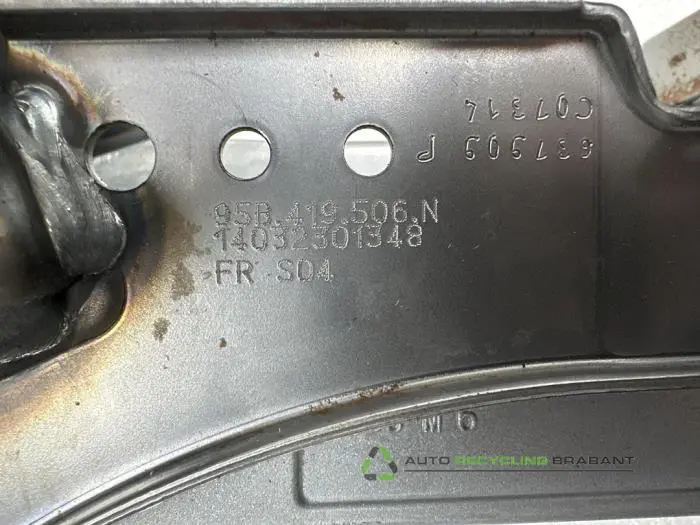 C07314
637909 P
95B.419.506.N
14032301348
FR S04
AUTO RECYCLING BRABANT